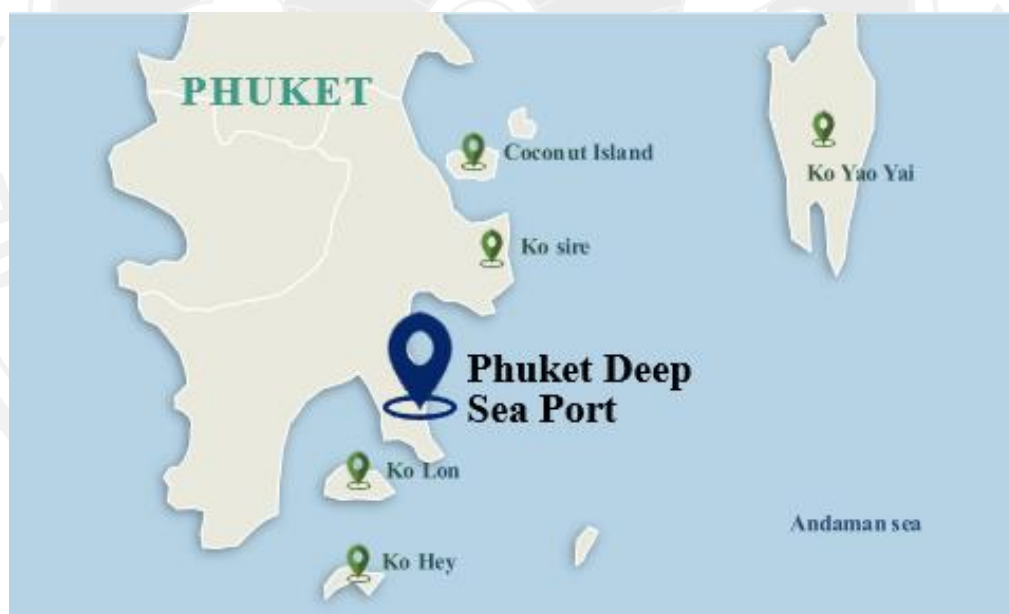 PHUKET
Coconut Island
Ko Yao Yai
Ko sire
Phuket Deep
Sea Port
Ko Lon
Andaman sea
Ko Hey